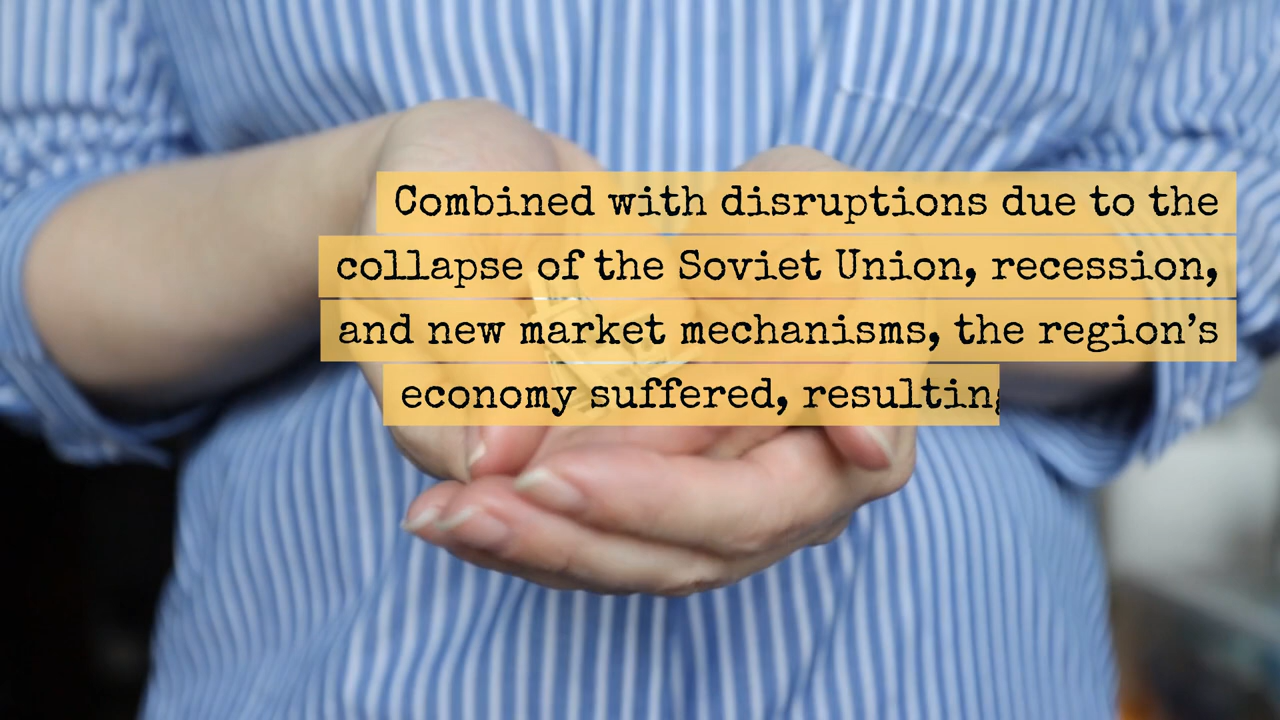 Combined with disruptions due to the
collapse of the Soviet Union, recession,
and new market mechanisms, the region’s
economy suffered, resulting